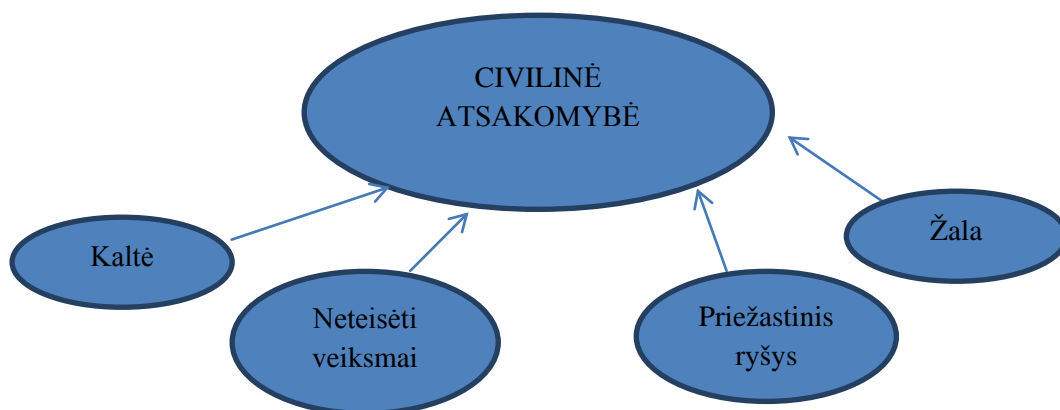 CIVILINĖ
ATSAKOMYBĖ
Kaltė
Neteisėti
veiksmai
Priežastinis
ryšys
Žala